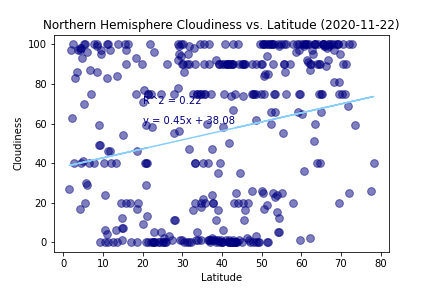 Northern Hemisphere Cloudiness vs. Latitude (2020-11-22)
100
80
R^2 = 0.22
60
y = 0.45x + 38.08
Cloudiness
40
20
0
0 10 20 30 40 50 60 70 80
Latitude